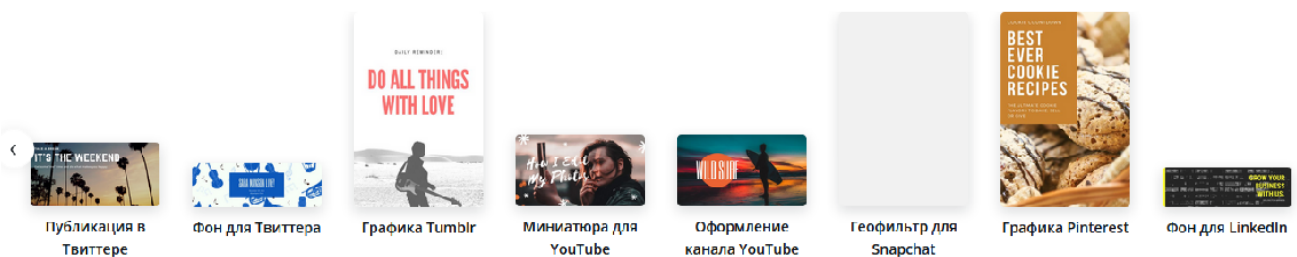 IT'S THE WEEKEND
Публикация в
Твиттере
Фон для Твиттера
DAILY REMINDER:
DO ALL THINGS
WITH LOVE
Графика Tumblr
How I Edit
My Photos
Миниатюра для
YouTube
WILDSIDE
Оформление
канала YouTube
Геофильтр для
Snapchat
BEST
EVER
COOKIE
RECIPES
Графика Pinterest
GROW YOUR
BUSINESS
WITH US
Фон для LinkedIn